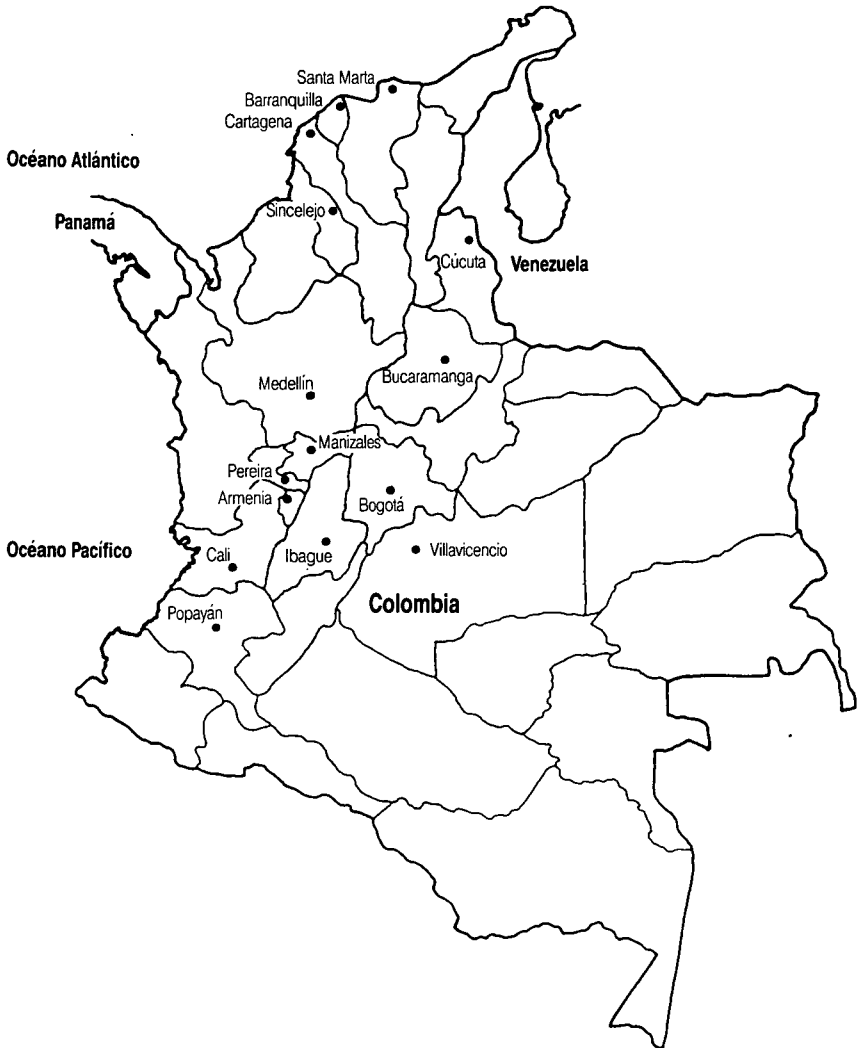 Santa Marta
Barranquilla
Cartagena
Océano Atlántico
Panamá
Sincelejo
Cúcuta
Venezuela
Medellín
Bucaramanga
Manizales
Pereira
Armenia
Bogotá
Océano Pacífico
Cali
Ibague
Villavicencio
Colombia
Popayán